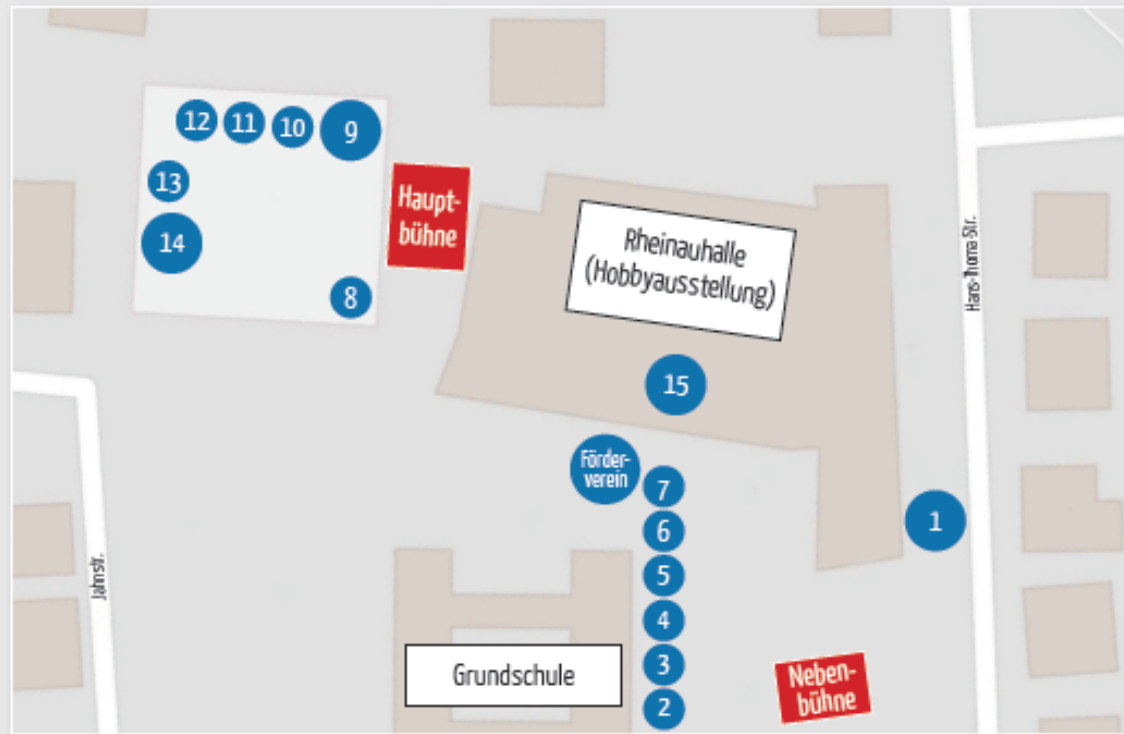 12
11
10
9
13
14
8
Haupt-
bühne
Rheinauhalle
(Hobbyausstellung)
Hans-Thoma-Str.
15
Förder-
verein
7
6
5
4
3
2
1
Jahnstr.
Grundschule
Neben-
bühne